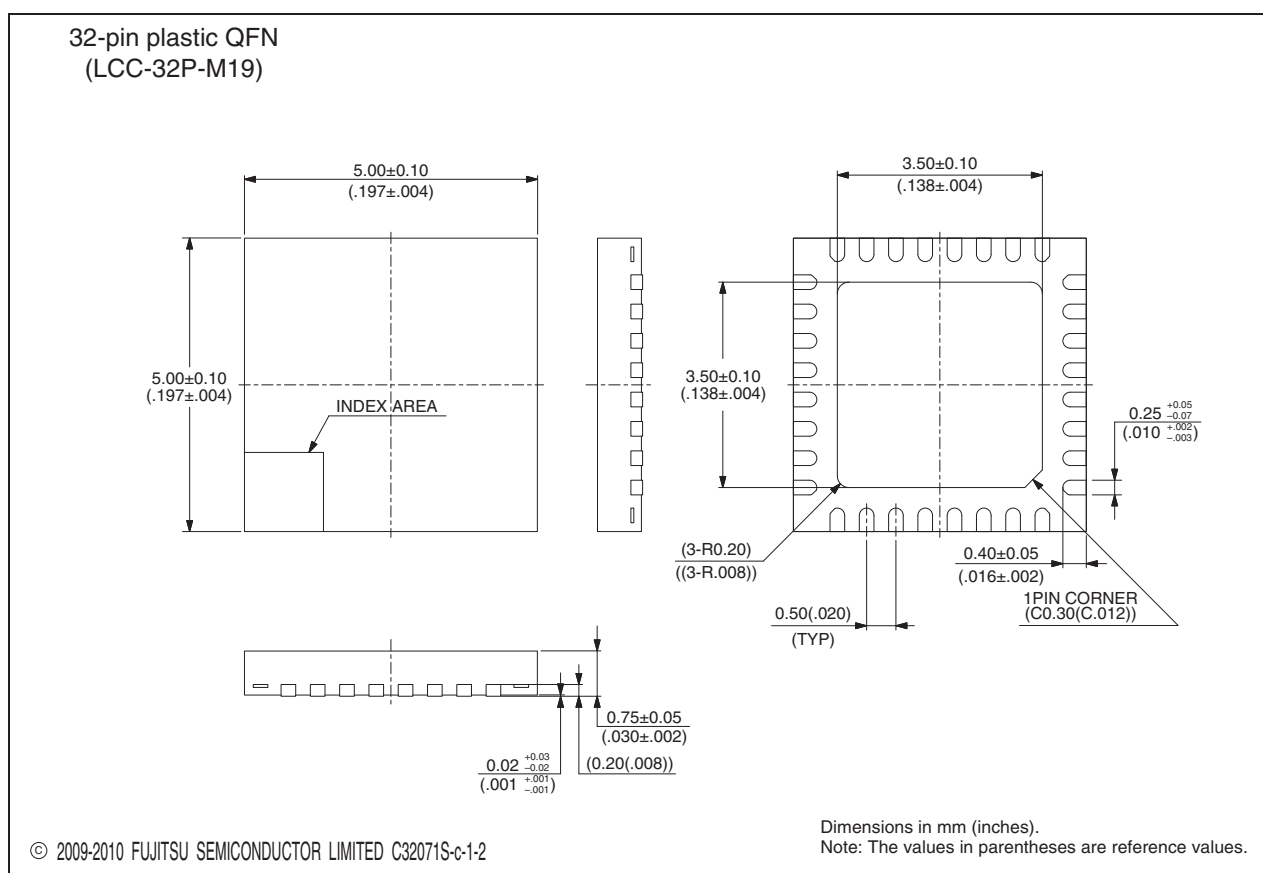 32-pin plastic QFN
(LCC-32P-M19)
5.00±0.10
(.197±.004)
3.50±0.10
(.138±.004)
5.00±0.10
(.197±.004)
INDEX AREA
3.50±0.10
(.138±.004)
0.25 +0.05 –0.07
(.010 +.002 –.003)
(3-R0.20)
((3-R.008))
0.50(.020)
(TYP)
0.40±0.05
(.016±.002)
1PIN CORNER
(C0.30(C.012))
0.75±0.05
(.030±.002)
0.02 +0.03 –0.02
(.001 +.001 –.001)
(0.20(.008))
© 2009-2010 FUJITSU SEMICONDUCTOR LIMITED C32071S-c-1-2
Dimensions in mm (inches).
Note: The values in parentheses are reference values.